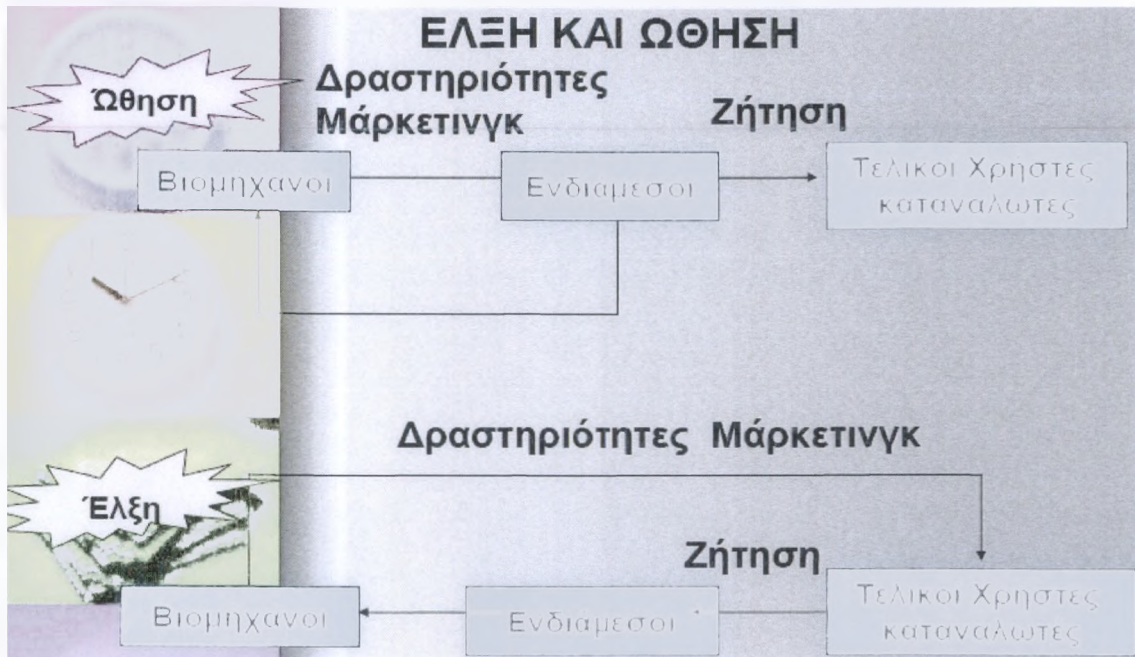 ΕΛΞΗ ΚΑΙ ΩΘΗΣΗ
Ώθηση
Δραστηριότητες
Μάρκετινγκ
Ζήτηση
Βιομηχανοι
Ενδιαμεσοι
Τελικοι Χρηστες
καταναλωτες
Δραστηριότητες Μάρκετινγκ
Έλξη
Ζήτηση
Βιομηχανοι
Ενδιαμεσοι
Τελικοι Χρηστες
καταναλωτες